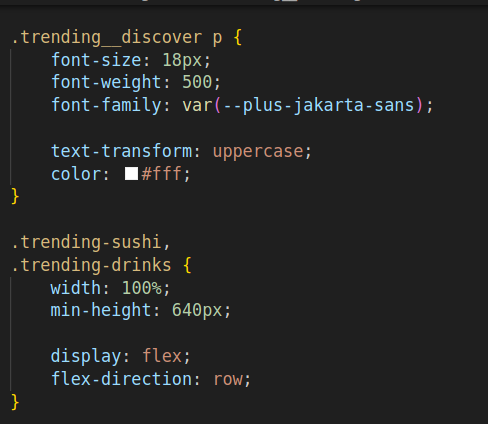 .trending__discover p {
    font-size: 18px;
    font-weight: 500;
    font-family: var(--plus-jakarta-sans);

    text-transform: uppercase;
    color: #fff;
}

.trending-sushi,
.trending-drinks {
    width: 100%;
    min-height: 640px;

    display: flex;
    flex-direction: row;
}